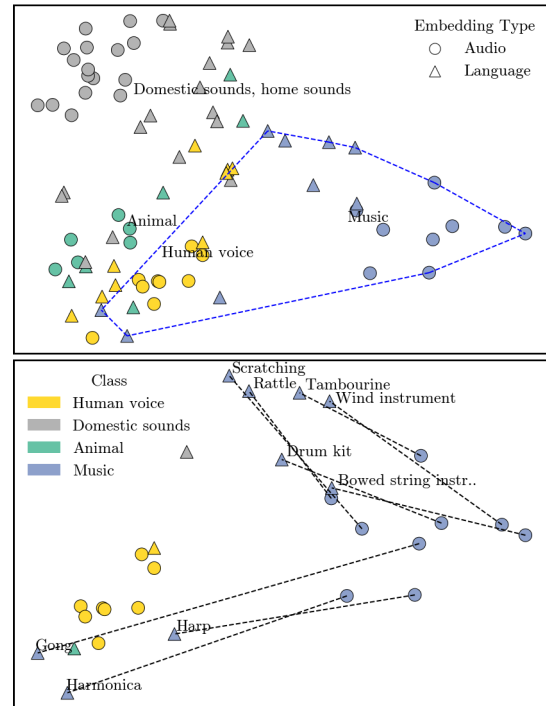 Embedding Type
Audio
Language
Domestic sounds, home sounds
Animal
Music
Human voice
Scratching
Rattle
Tambourine
Wind instrument
Class
Human voice
Domestic sounds
Animal
Music
Drum kit
Bowed string instr..
Harp
Gong
Harmonica